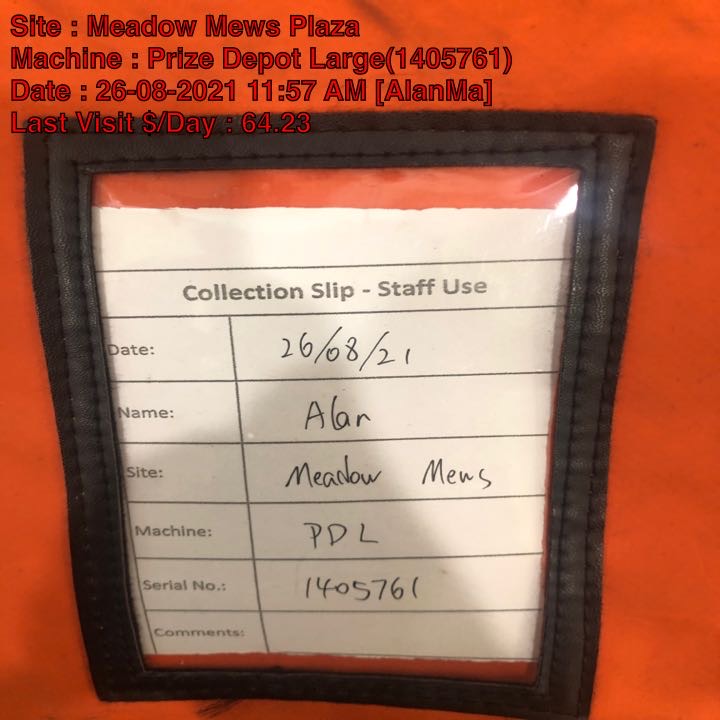 Site : Meadow Mews Plaza
Machine : Prize Depot Large(1405761)
Date : 26-08-2021 11:57 AM [AlanMa]
Last Visit $/Day : 64.23
Collection Slip - Staff Use
Date: 26/08/21
Name: Alan
Site: Meadow Mews
Machine: PDL
Serial No.: 1405761
Comments: